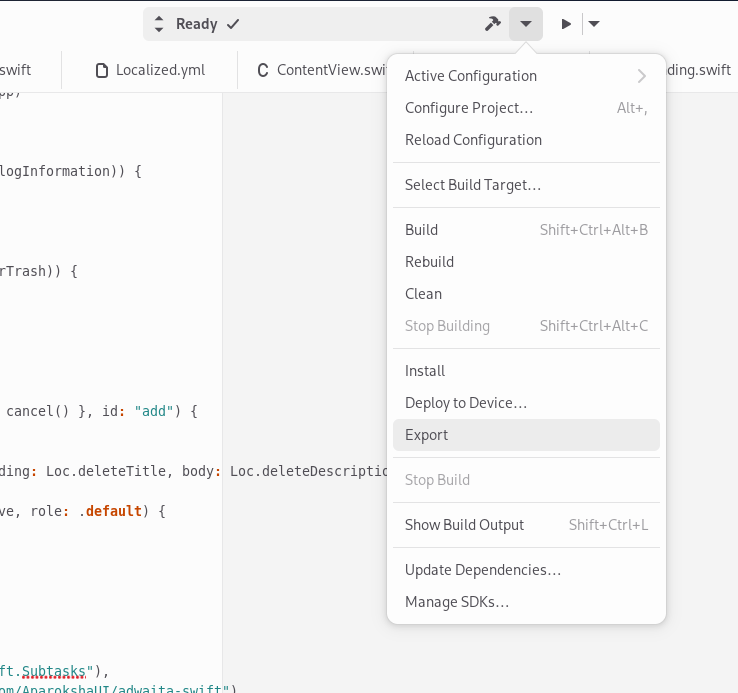 Ready
swift
Localized.yml
ContentView.swi
ding.swift
Active Configuration
Configure Project… Alt+,
Reload Configuration
Select Build Target…
Build Shift+Ctrl+Alt+B
Rebuild
Clean
Stop Building Shift+Ctrl+Alt+C
Install
Deploy to Device…
Export
Stop Build
Show Build Output Shift+Ctrl+L
Update Dependencies…
Manage SDKs…
logInformation)) {
rTrash)) {
cancel() }, id: "add") {
ding: Loc.deleteTitle, body: Loc.deleteDescriptio
ve, role: .default) {
ft.Subtasks"),
om/AparokshaUI/adwaita-swift")